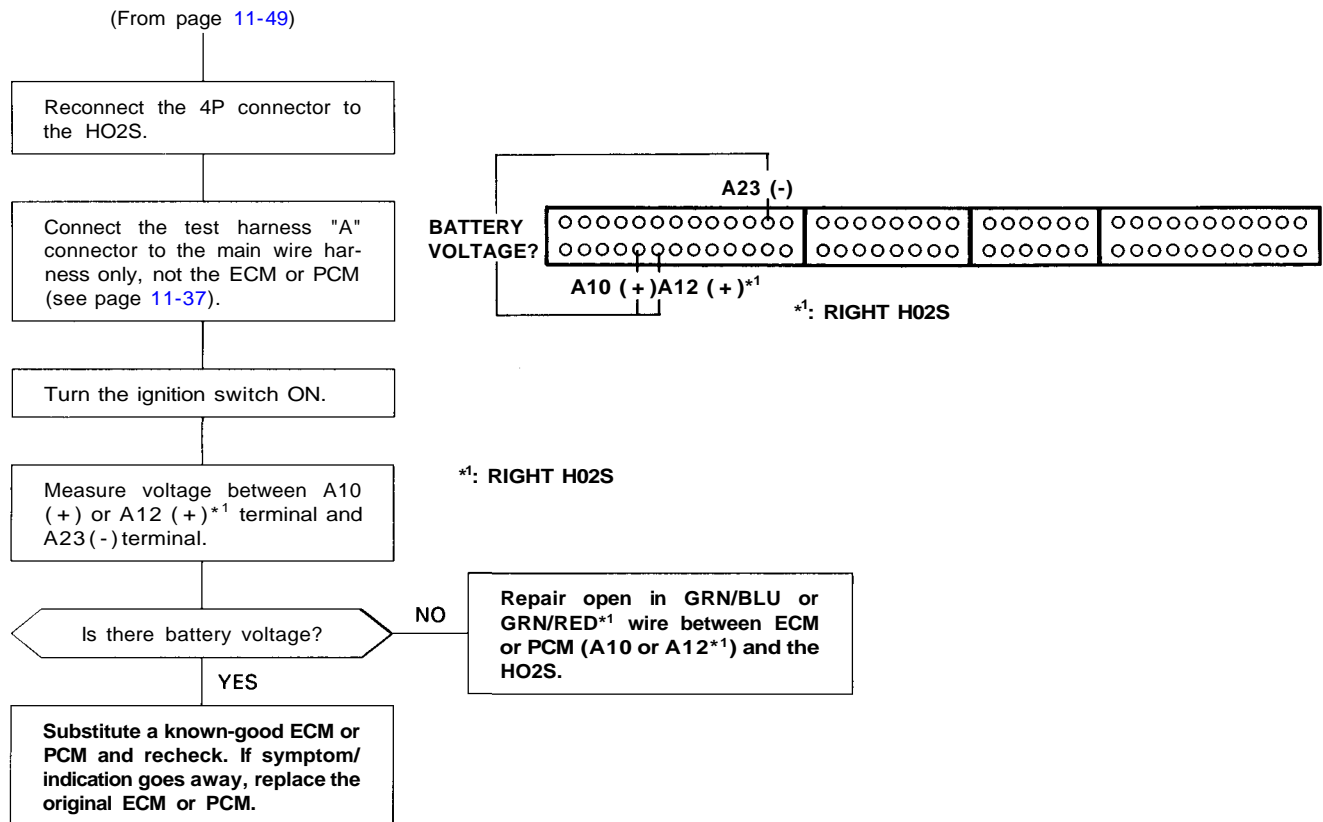 (From page 11-49)
Reconnect the 4P connector to
the HO2S.
Connect the test harness "A"
connector to the main wire har-
ness only, not the ECM or PCM
(see page 11-37).
Turn the ignition switch ON.
Measure voltage between A10
(+) or A12 (+)*1 terminal and
A23(-) terminal.
Is there battery voltage?
NO
Repair open in GRN/BLU or
GRN/RED*1 wire between ECM
or PCM (A10 or A12*1) and the
HO2S.
YES
Substitute a known-good ECM or
PCM and recheck. If symptom/
indication goes away, replace the
original ECM or PCM.
A23 (-)
BATTERY
VOLTAGE?
A10 (+)A12 (+)*1
*1: RIGHT H02S
*1: RIGHT H02S